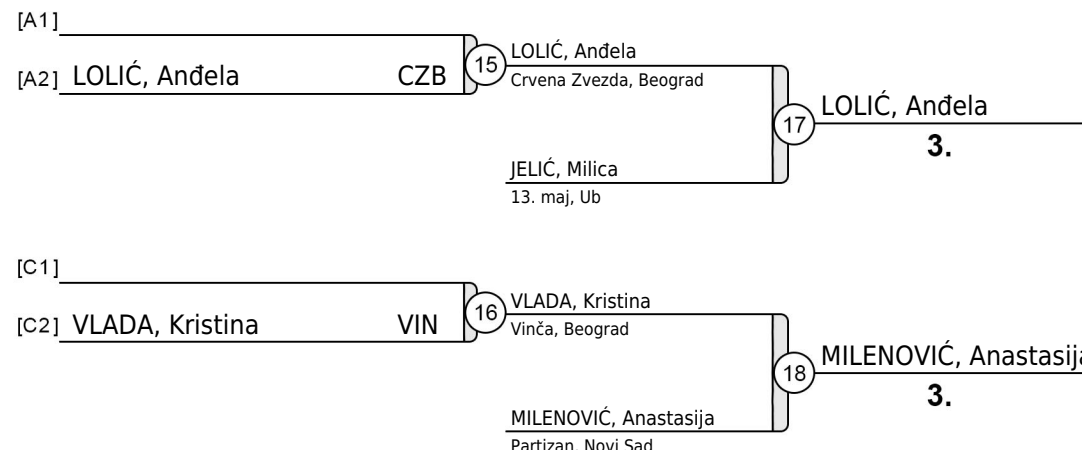 [A1]
[A2] LOLIĆ, Anđela CZB
15
LOLIĆ, Anđela
Crvena Zvezda, Beograd
17
LOLIĆ, Anđela
3.
JELIĆ, Milica
13. maj, Ub
[C1]
[C2] VLADA, Kristina VIN
16
VLADA, Kristina
Vinča, Beograd
18
MILENOVIĆ, Anastasija
3.
MILENOVIĆ, Anastasija
Partizan, Novi Sad